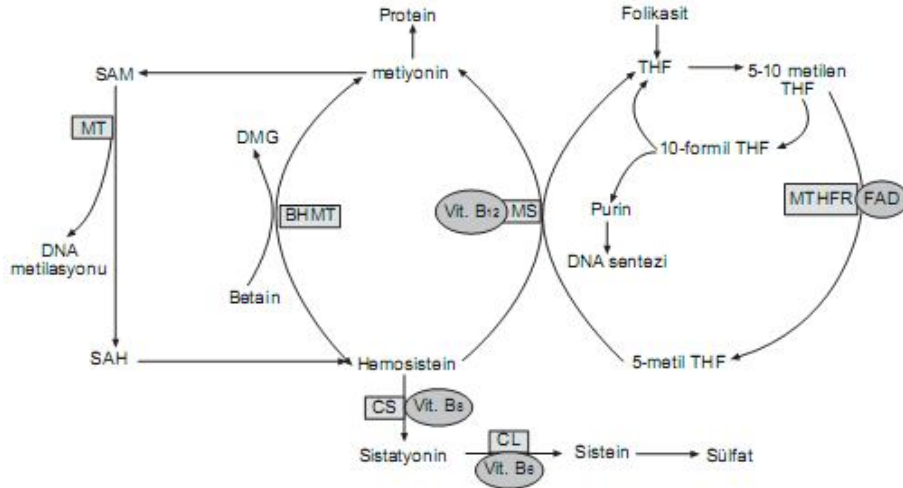 Protein
Folikasit
SAM
metiyonin
THF
5-10 metilen
THF
MT
DMG
10-formil THF
BHMT
Vit. B12
MS
Purin
MTHFR
FAD
DNA
metilasyonu
DNA sentezi
Betain
SAH
Hemosistein
5-metil THF
CS
Vit. B6
Sistatyonin
CL
Vit. B6
Sistein
Sülfat